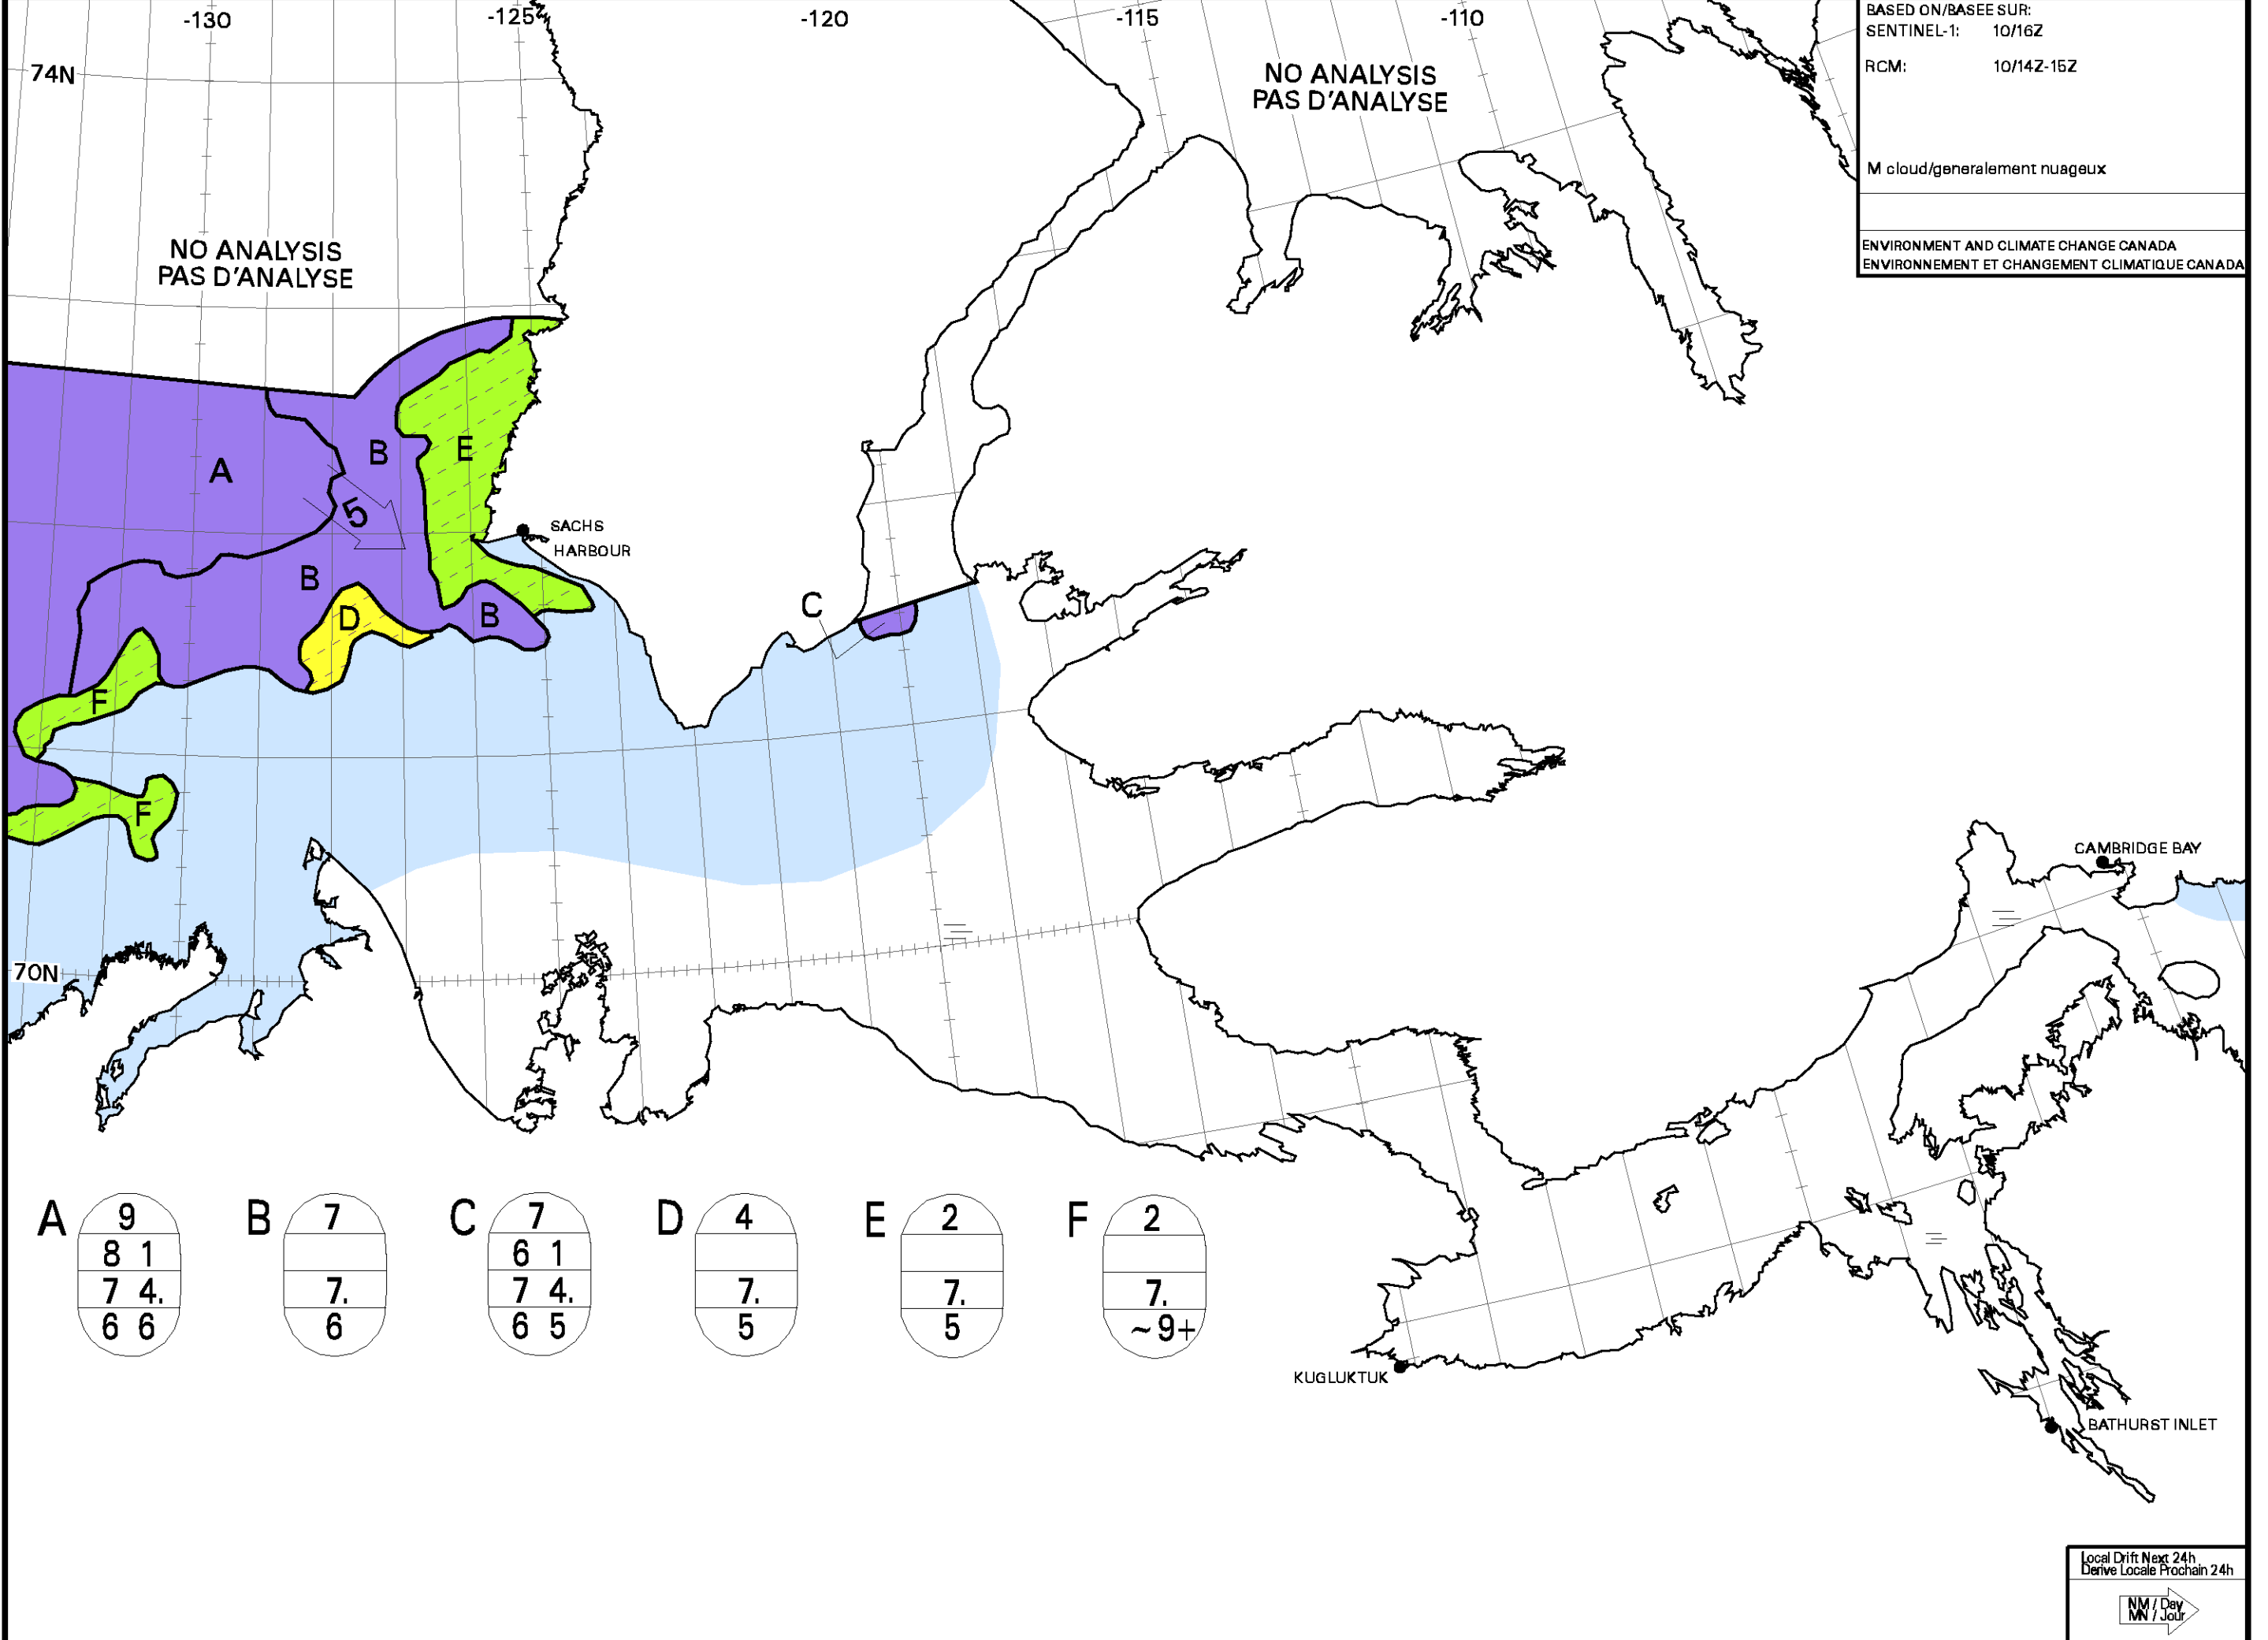 -130
-125
-120
-115
-110
BASED ON/BASEE SUR:
SENTINEL-1: 10/16Z
RCM: 10/14Z-15Z
M cloud/generalement nuageux
ENVIRONMENT AND CLIMATE CHANGE CANADA
ENVIRONNEMENT ET CHANGEMENT CLIMATIQUE CANADA
74N
NO ANALYSIS
PAS D'ANALYSE
NO ANALYSIS
PAS D'ANALYSE
A
B
E
5
SACHS
HARBOUR
B
D
B
C
F
F
CAMBRIDGE BAY
70N
A
9
8 1
7 4.
6 6
B
7
7.
6
C
7
6 1
7 4.
6 5
D
4
7.
5
E
2
7.
5
F
2
7.
~9+
KUGLUKTUK
BATHURST INLET
Local Drift Next 24h
Derive Locale Prochain 24h
NM / Day
MN / Jour